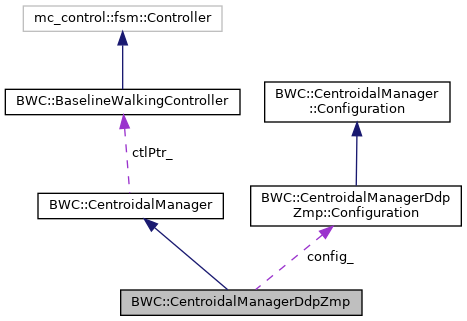 mc_control::fsm::Controller
BWC::BaselineWalkingController
BWC::CentroidalManager
::Configuration
ctlPtr_
BWC::CentroidalManager
BWC::CentroidalManagerDdp
Zmp::Configuration
config_
BWC::CentroidalManagerDdpZmp